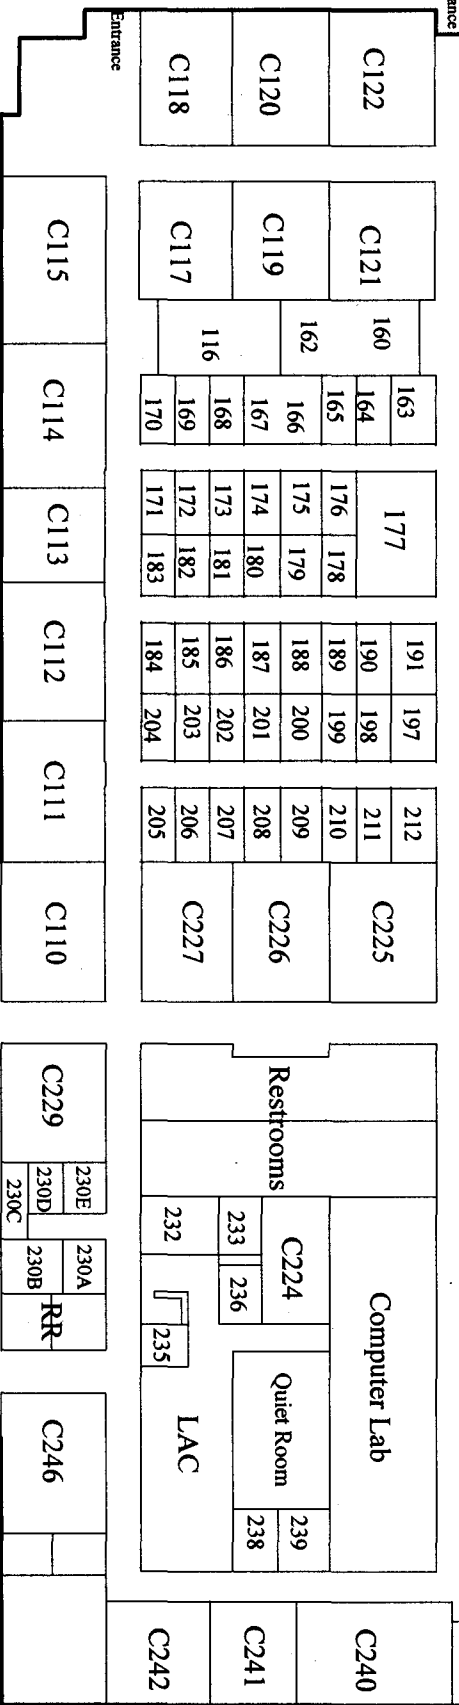 ance
Entrance
C118
C120
C122
C115
C117
C119
C121
116
162
160
C114
170
169
168
167
166
165
164
163
C113
171
172
173
174
175
176
177
183
182
181
180
179
178
C112
184
185
186
187
188
189
190
191
204
203
202
201
200
199
198
197
C111
205
206
207
208
209
210
211
212
C110
C227
C226
C225
C229
Restrooms
230C
230D
230E
232
233
C224
230B
230A
236
RR
235
Computer Lab
Quiet Room
LAC
C246
238
239
C242
C241
C240